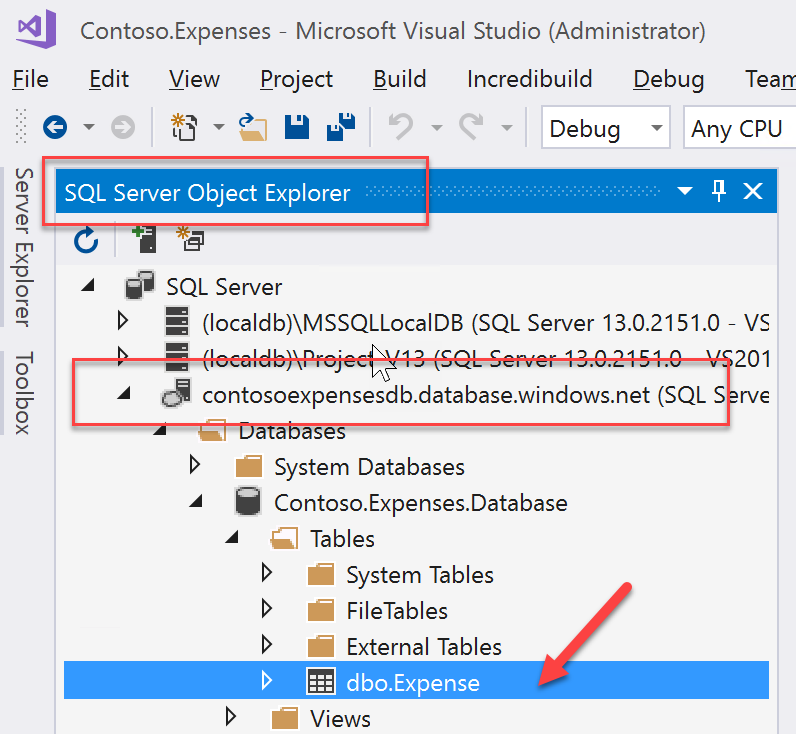 Contoso.Expenses - Microsoft Visual Studio (Administrator)
File Edit View Project Build Incredibuild Debug Team
Debug Any CPU
SQL Server Object Explorer
Server Explorer
Toolbox
SQL Server
(localdb)\MSSQLLocalDB (SQL Server 13.0.2151.0 - VS
(localdb)\ProjectsV13 (SQL Server 13.0.2151.0 - VS201
contosoexpensesdb.database.windows.net (SQL Serve
Databases
System Databases
Contoso.Expenses.Database
Tables
System Tables
FileTables
External Tables
dbo.Expense
Views